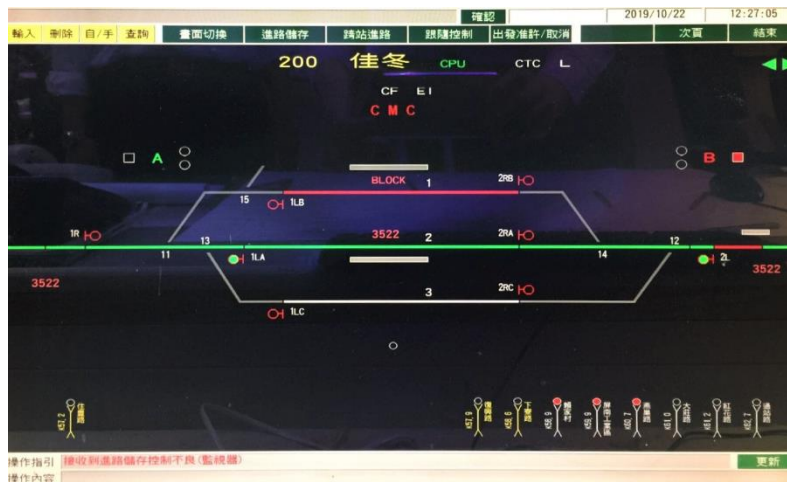 確認 2019/10/22 12:27:05
輸入 刪除 自/手 查詢 畫面切換 進路儲存 跨站進路 跟隨控制 出發准許/取消 次頁 結束
200 佳冬 CPU CTC L
CF EI
CMC
A B
BLOCK 1 2RB
15 1LB
1R 13 3522 2 2RA 12
11 1LA 14 2L
3522 3522
3 2RC
1LC
操作指引 接收到進路儲存控制不良(監視器) 更新
操作內容